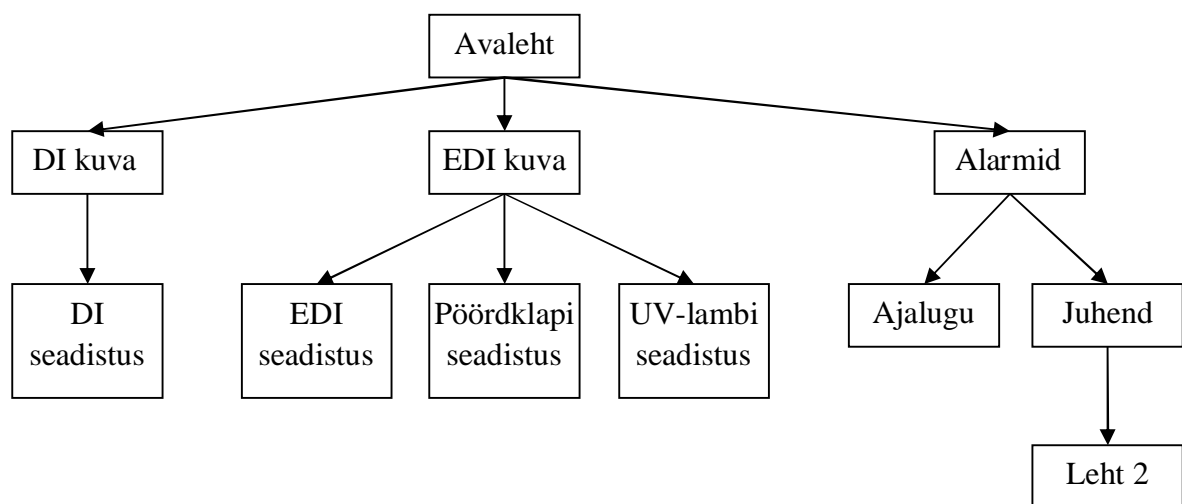 Avaleht
DI kuva
EDI kuva
Alarmid
DI
seadistus
EDI
seadistus
Pöördklapi
seadistus
UV-lambi
seadistus
Ajalugu
Juhend
Leht 2